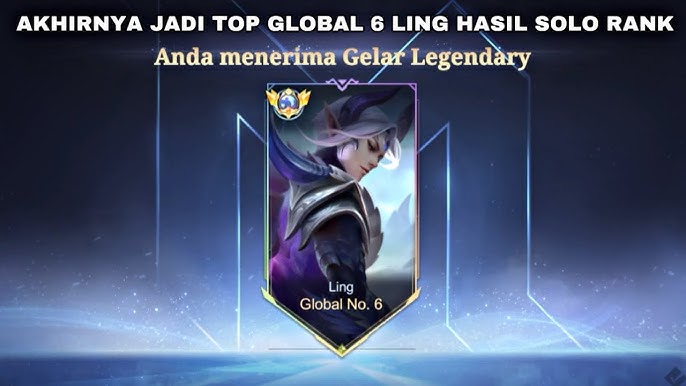 AKHIRNYA JADI TOP GLOBAL 6 LING HASIL SOLO RANK
Anda menerima Gelar Legendary
Ling
Global No. 6